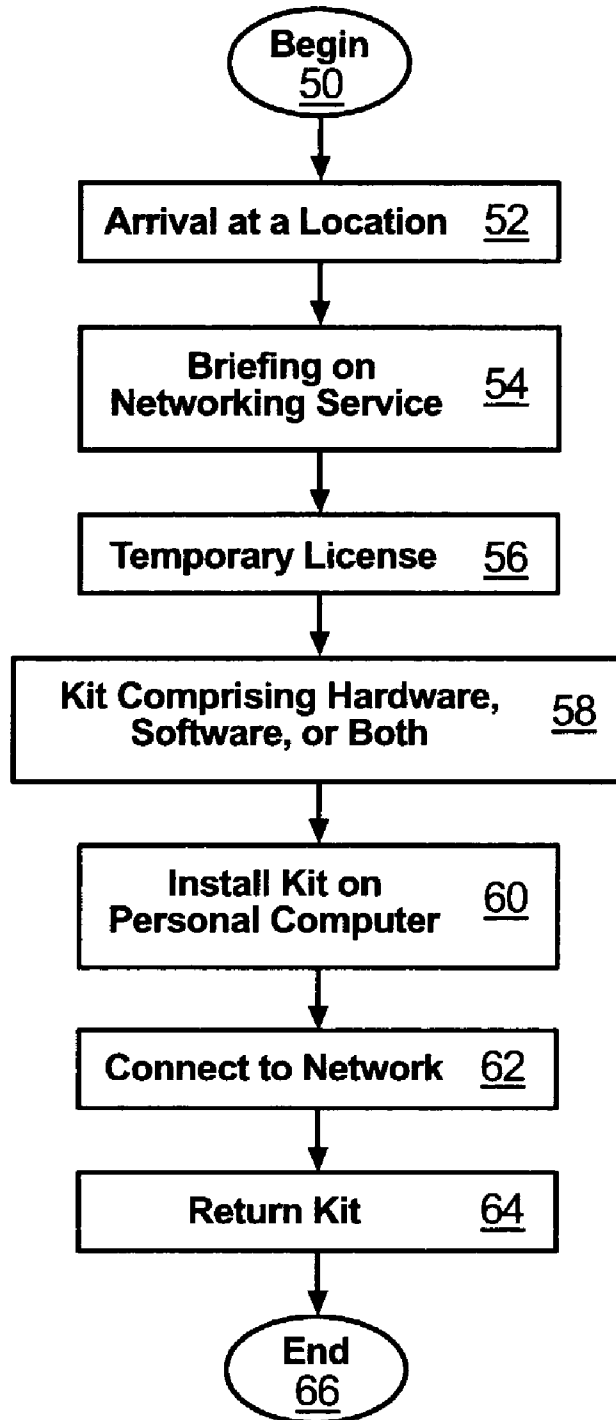 Begin
50
Arrival at a Location 52
Briefing on
Networking Service 54
Temporary License 56
Kit Comprising Hardware,
Software, or Both 58
Install Kit on
Personal Computer 60
Connect to Network 62
Return Kit 64
End
66